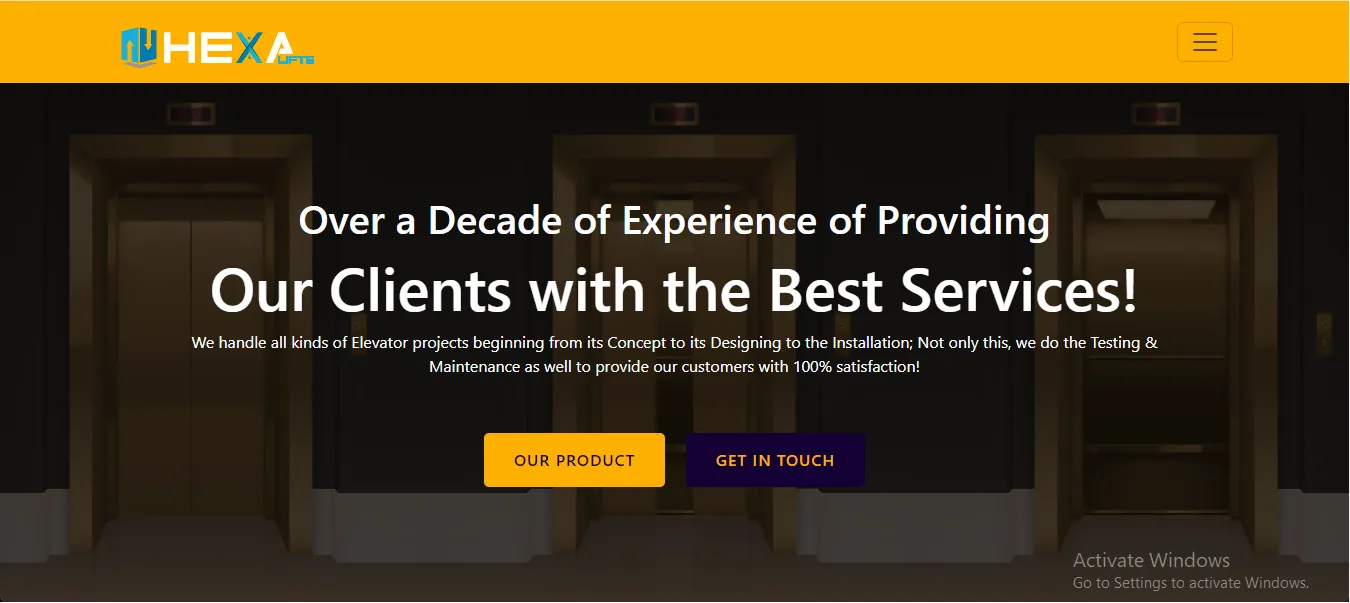 HEXA
LIFTS
Over a Decade of Experience of Providing
Our Clients with the Best Services!
We handle all kinds of Elevator projects beginning from its Concept to its Designing to the Installation; Not only this, we do the Testing &
Maintenance as well to provide our customers with 100% satisfaction!
OUR PRODUCT
GET IN TOUCH
Activate Windows
Go to Settings to activate Windows.